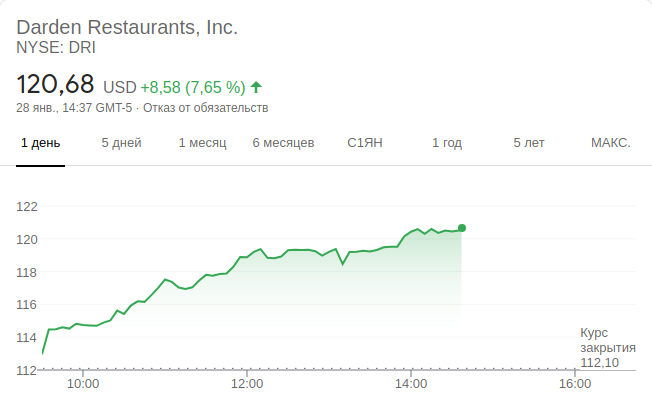 Darden Restaurants, Inc.
NYSE: DRI
120,68 USD +8,58 (7,65 %)
28 янв., 14:37 GMT-5 · Отказ от обязательств
1 день 5 дней 1 месяц 6 месяцев С1ЯН 1 год 5 лет МАКС.
122
120
118
116
114
112
Курс
закрытия
112,10
10:00 12:00 14:00 16:00